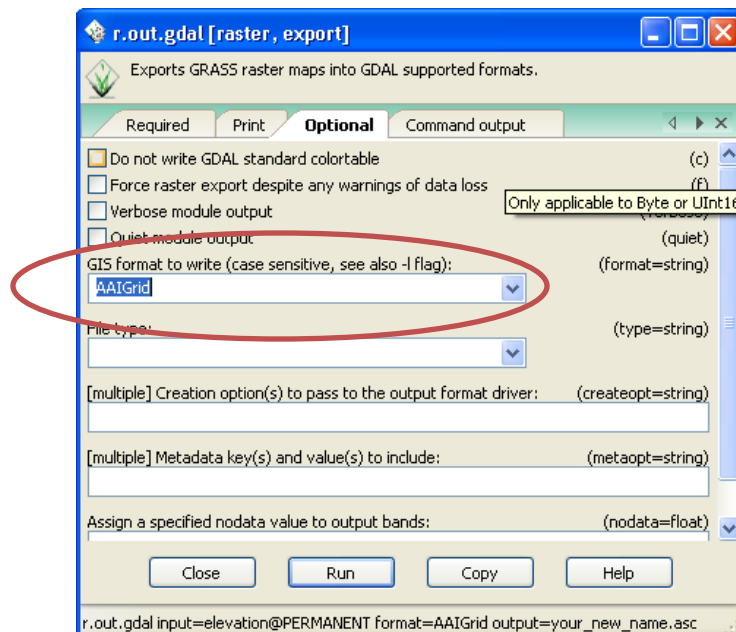 r.out.gdal [raster, export]
Exports GRASS raster maps into GDAL supported formats.
Required Print Optional Command output
Do not write GDAL standard colortable (c)
Force raster export despite any warnings of data loss (f)
Only applicable to Byte or UInt16
Verbose module output
Quiet module output (quiet)
GIS format to write (case sensitive, see also -l flag): (format=string)
AAIGrid
File type: (type=string)
[multiple] Creation option(s) to pass to the output format driver: (createopt=string)
[multiple] Metadata key(s) and value(s) to include: (metaopt=string)
Assign a specified nodata value to output bands: (nodata=float)
Close Run Copy Help
r.out.gdal input=elevation@PERMANENT format=AAIGrid output=your_new_name.asc